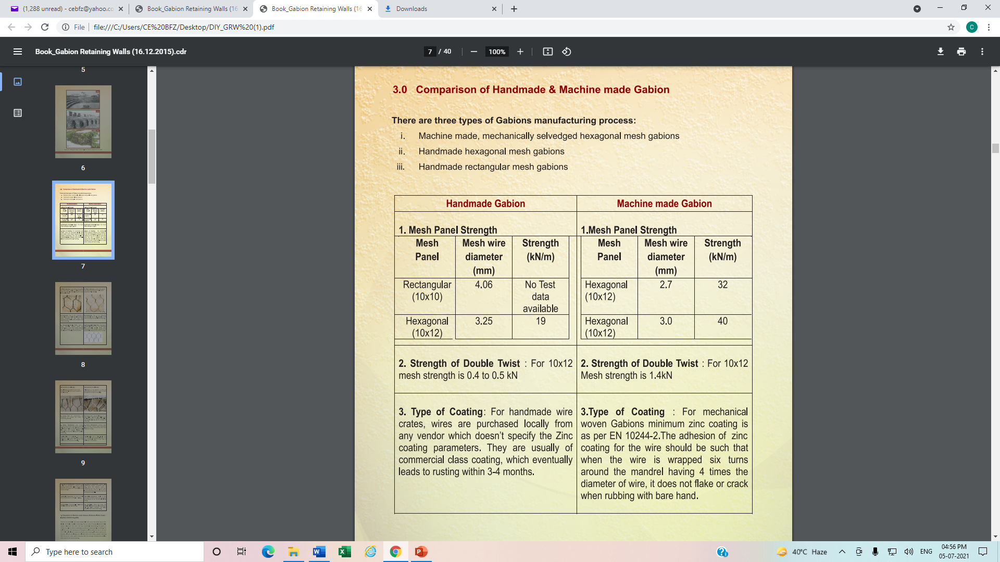 (1,288 unread) - cebfz@yahoo.co
Book_Gabion Retaining Walls (16
Book_Gabion Retaining Walls (16
Downloads
File
file:///C:/Users/CE%20BFZ/Desktop/DIY_GRW%20(1).pdf
C
Book_Gabion Retaining Walls (16.12.2015).cdr
7 / 40
100%
5
6
7
8
9
3.0 Comparison of Handmade & Machine made Gabion
There are three types of Gabions manufacturing process:
i. Machine made, mechanically selvedged hexagonal mesh gabions
ii. Handmade hexagonal mesh gabions
iii. Handmade rectangular mesh gabions
Handmade Gabion
1. Mesh Panel Strength
Mesh Panel | Mesh wire diameter (mm) | Strength (kN/m)
Rectangular (10x10) | 4.06 | No Test data available
Hexagonal (10x12) | 3.25 | 19
Machine made Gabion
1.Mesh Panel Strength
Mesh Panel | Mesh wire diameter (mm) | Strength (kN/m)
Hexagonal (10x12) | 2.7 | 32
Hexagonal (10x12) | 3.0 | 40
2. Strength of Double Twist : For 10x12
mesh strength is 0.4 to 0.5 kN
2. Strength of Double Twist : For 10x12
Mesh strength is 1.4kN
3. Type of Coating: For handmade wire
crates, wires are purchased locally from
any vendor which doesn't specify the Zinc
coating parameters. They are usually of
commercial class coating, which eventually
leads to rusting within 3-4 months.
3.Type of Coating : For mechanical
woven Gabions minimum zinc coating is
as per EN 10244-2.The adhesion of zinc
coating for the wire should be such that
when the wire is wrapped six turns
around the mandrel having 4 times the
diameter of wire, it does not flake or crack
when rubbing with bare hand.
Type here to search
40°C Haze
ENG
04:56 PM
05-07-2021